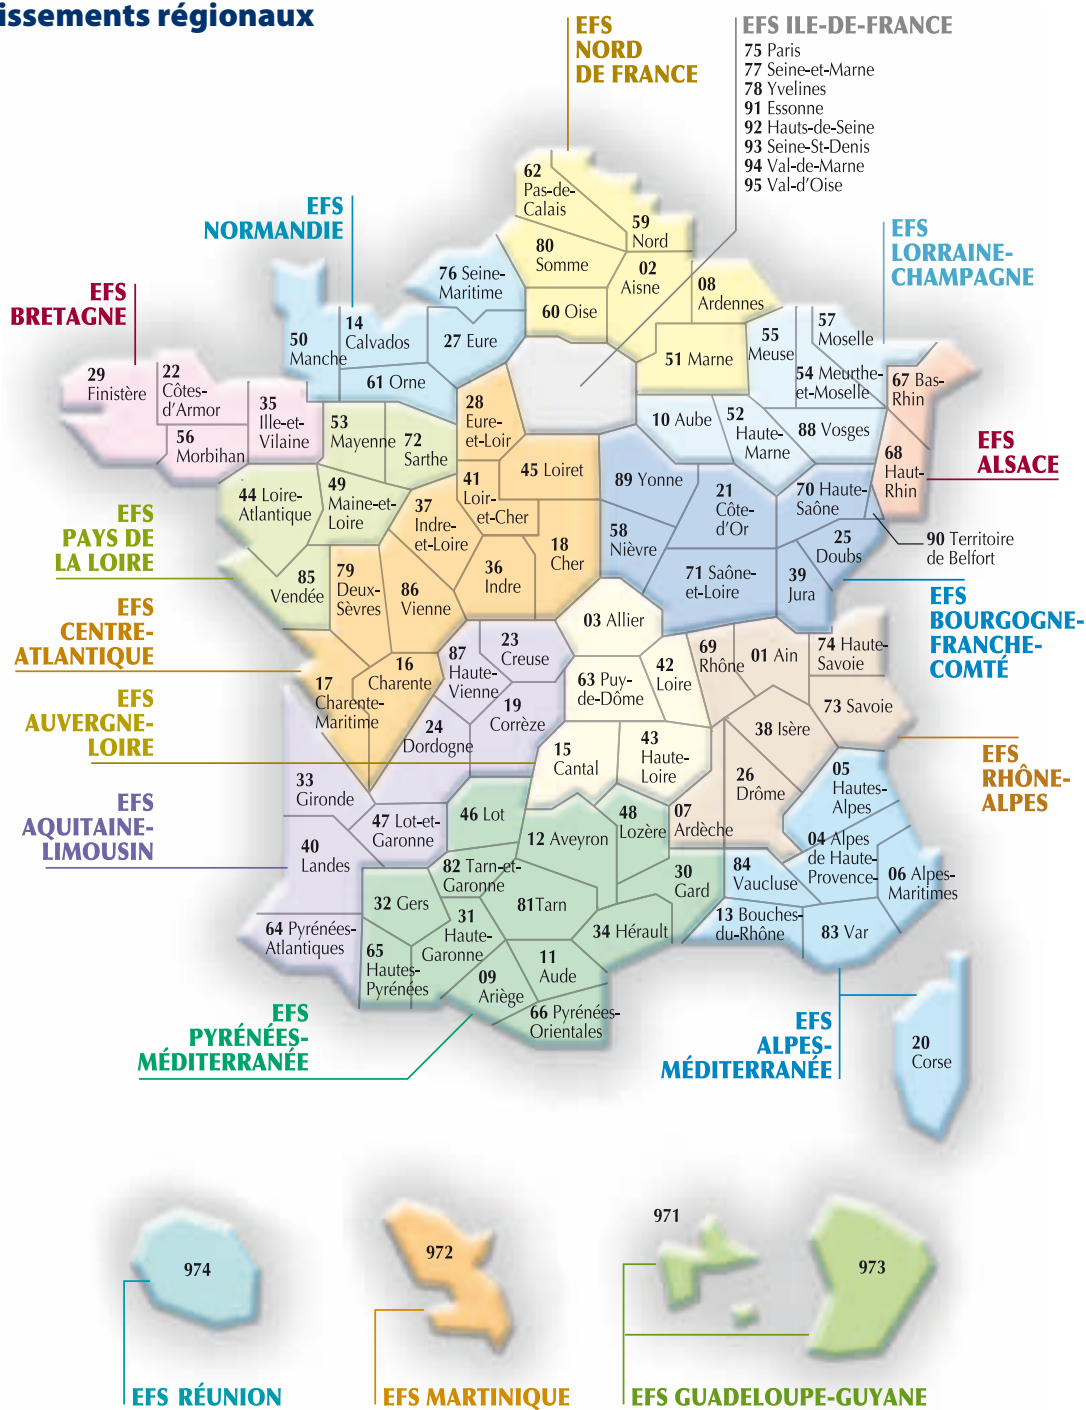 issements régionaux
EFS
NORD
DE FRANCE
EFS ILE-DE-FRANCE
75 Paris
77 Seine-et-Marne
78 Yvelines
91 Essonne
92 Hauts-de-Seine
93 Seine-St-Denis
94 Val-de-Marne
95 Val-d'Oise
EFS
NORMANDIE
EFS
LORRAINE-
CHAMPAGNE
EFS
BRETAGNE
62
Pas-de-
Calais
59
Nord
80
Somme
02
Aisne
08
Ardennes
76 Seine-
Maritime
60 Oise
50
Manche
14
Calvados
27 Eure
61 Orne
51 Marne
55
Meuse
57
Moselle
54 Meurthe-
et-Moselle
67 Bas-
Rhin
29
Finistère
22
Côtes-
d'Armor
35
Ille-et-
Vilaine
56
Morbihan
53
Mayenne
72
Sarthe
28
Eure-
et-Loir
10 Aube
52
Haute-
Marne
88 Vosges
68
Haut-
Rhin
EFS
ALSACE
45 Loiret
41
Loir-
et-Cher
89 Yonne
21
Côte-
d'Or
70 Haute-
Saône
44 Loire-
Atlantique
49
Maine-et-
Loire
37
Indre-
et-Loire
EFS
PAYS DE
LA LOIRE
58
Nièvre
25
Doubs
90 Territoire
de Belfort
18
Cher
36
Indre
85
Vendée
79
Deux-
Sèvres
86
Vienne
71 Saône-
et-Loire
39
Jura
EFS
BOURGOGNE-
FRANCHE-
COMTÉ
EFS
CENTRE-
ATLANTIQUE
03 Allier
87
Haute-
Vienne
23
Creuse
69
Rhône
01 Ain
74 Haute-
Savoie
17
Charente-
Maritime
16
Charente
63 Puy-
de-Dôme
42
Loire
73 Savoie
EFS
AUVERGNE-
LOIRE
19
Corrèze
24
Dordogne
38 Isère
15
Cantal
43
Haute-
Loire
26
Drôme
05
Hautes-
Alpes
EFS
RHÔNE-
ALPES
33
Gironde
EFS
AQUITAINE-
LIMOUSIN
46 Lot
48
Lozère
07
Ardèche
47 Lot-et-
Garonne
12 Aveyron
40
Landes
04 Alpes
de Haute-
Provence-
06 Alpes-
Maritimes
82 Tarn-et-
Garonne
30
Gard
84
Vaucluse
32 Gers
81Tarn
31
Haute-
Garonne
34 Hérault
13 Bouches-
du-Rhône
83 Var
64 Pyrénées-
Atlantiques
65
Hautes-
Pyrénées
09
Ariège
11
Aude
66 Pyrénées-
Orientales
EFS
PYRÉNÉES-
MÉDITERRANÉE
EFS
ALPES-
MÉDITERRANÉE
20
Corse
974
972
971
973
EFS RÉUNION
EFS MARTINIQUE
EFS GUADELOUPE-GUYANE